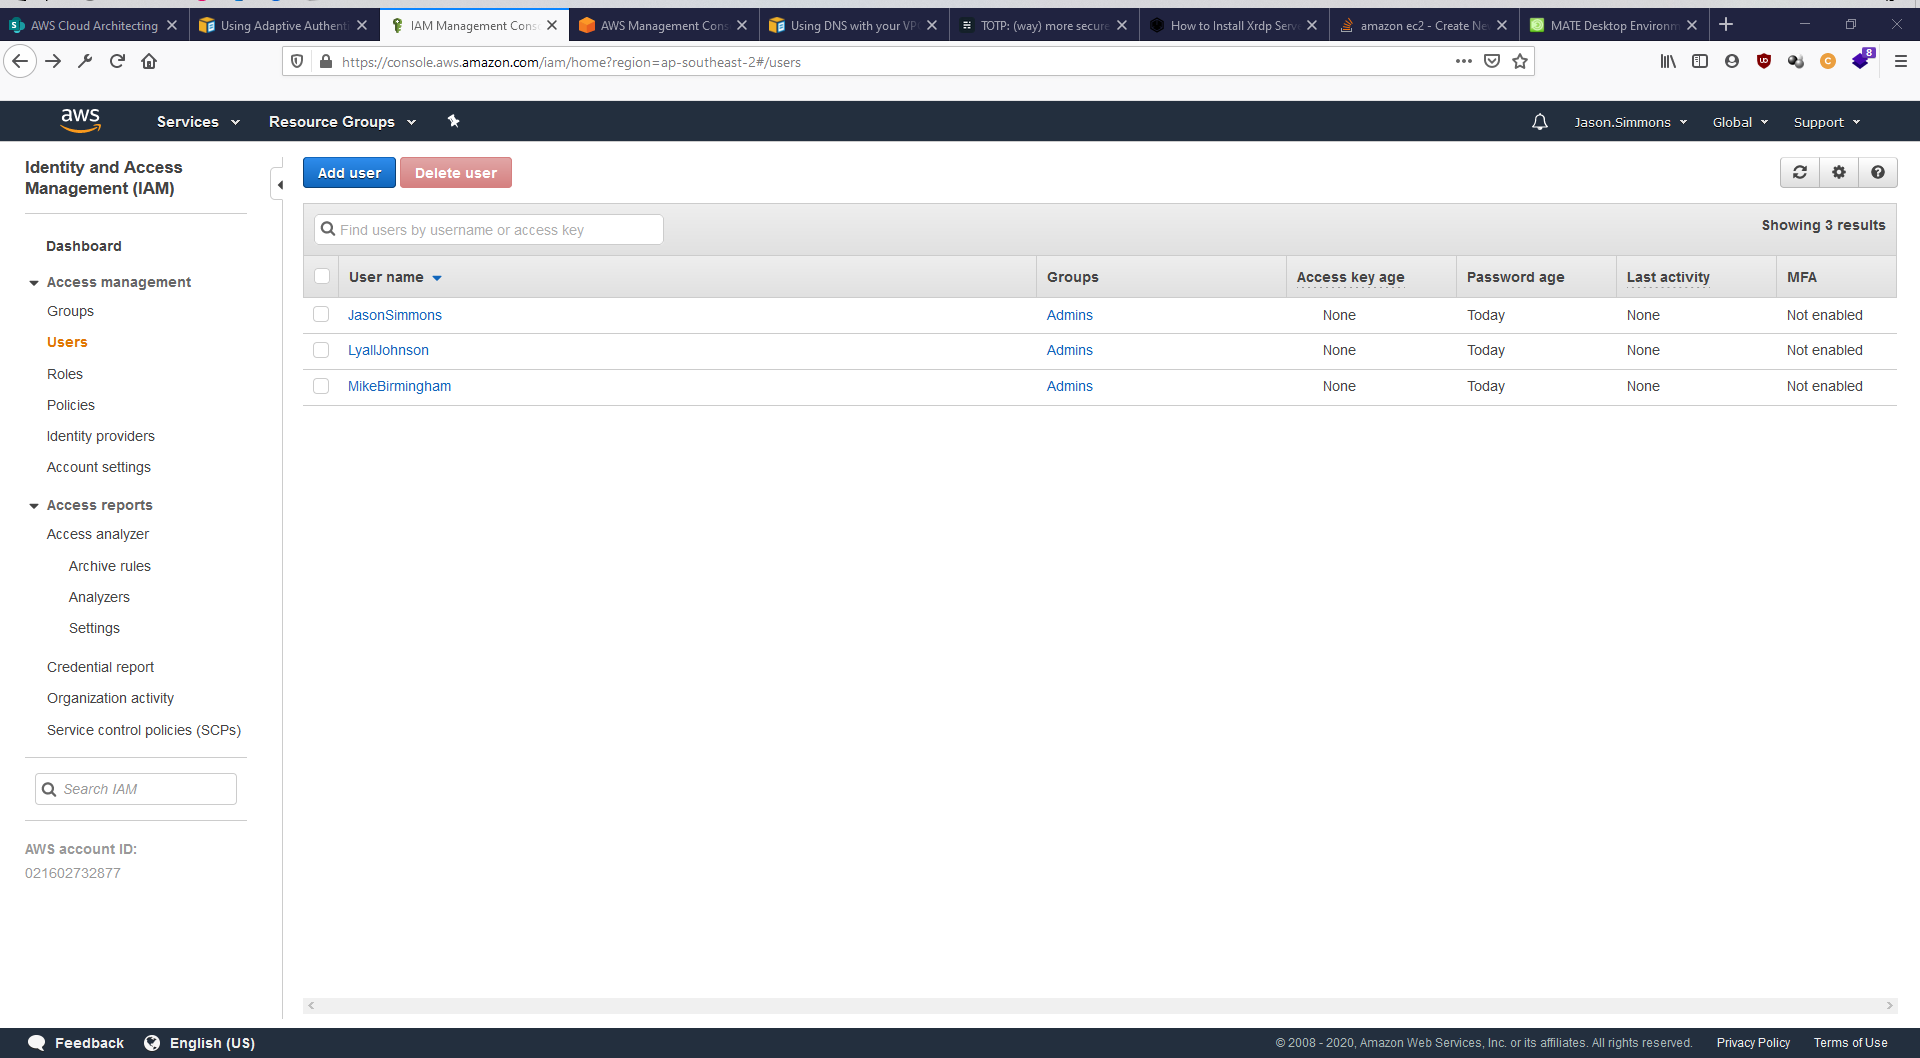 AWS Cloud Architecting
Using Adaptive Authenti
IAM Management Conso
AWS Management Cons
Using DNS with your VPC
TOTP: (way) more secure
How to Install Xrdp Serve
amazon ec2 - Create Ne
MATE Desktop Environm
https://console.aws.amazon.com/iam/home?region=ap-southeast-2#/users
8
aws
Services
Resource Groups
Jason.Simmons
Global
Support
Identity and Access
Management (IAM)
Dashboard
Access management
Groups
Users
Roles
Policies
Identity providers
Account settings
Access reports
Access analyzer
Archive rules
Analyzers
Settings
Credential report
Organization activity
Service control policies (SCPs)
Search IAM
AWS account ID:
021602732877
Add user
Delete user
Find users by username or access key
Showing 3 results
User name Groups Access key age Password age Last activity MFA
JasonSimmons Admins None Today None Not enabled
LyallJohnson Admins None Today None Not enabled
MikeBirmingham Admins None Today None Not enabled
Feedback
English (US)
© 2008 - 2020, Amazon Web Services, Inc. or its affiliates. All rights reserved.
Privacy Policy
Terms of Use